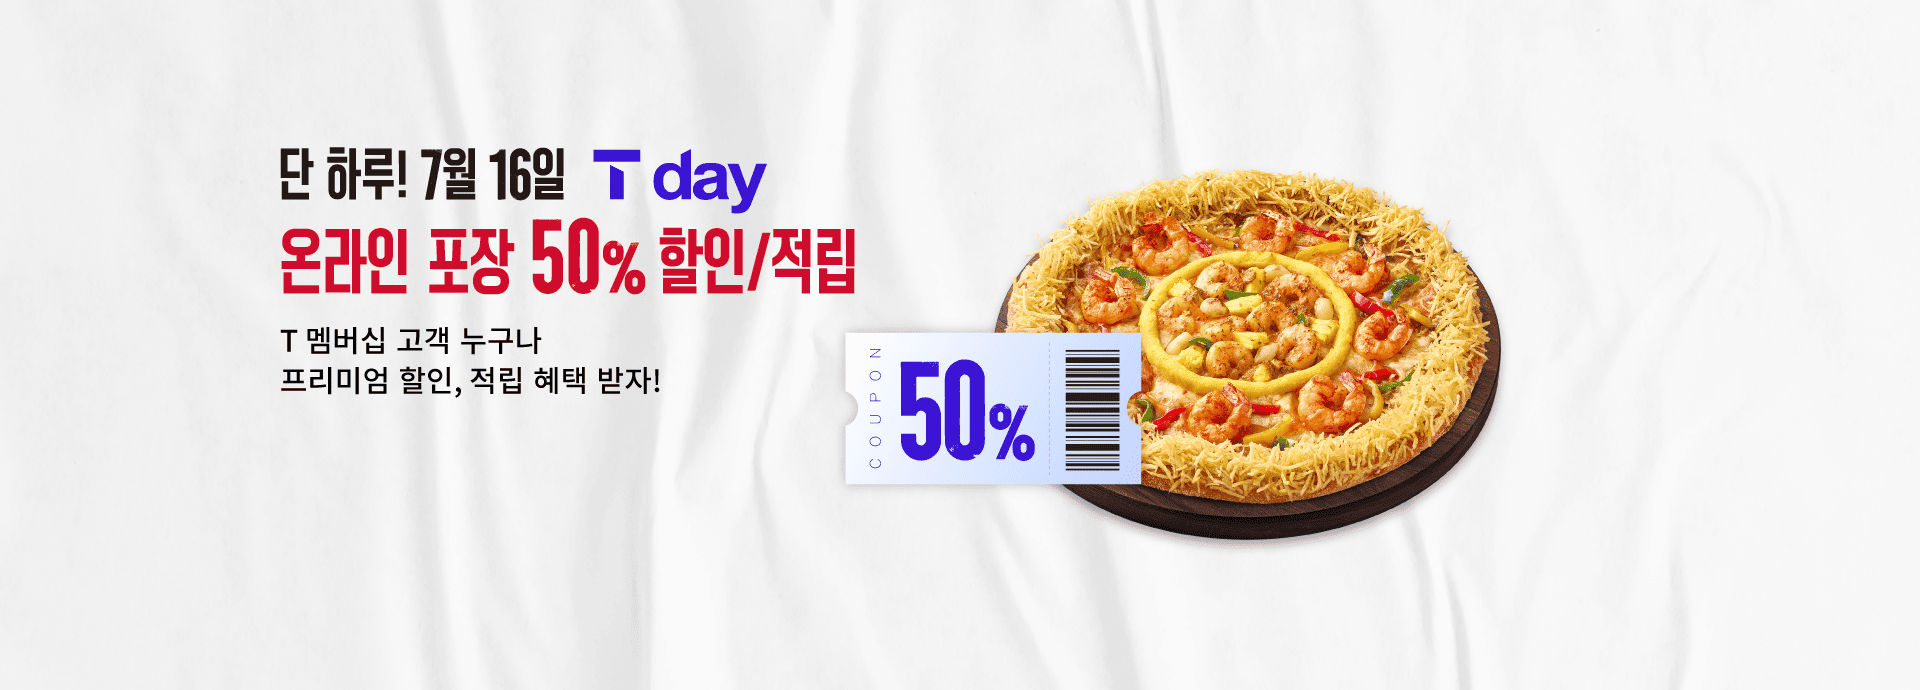 단 하루! 7월 16일 T day
온라인 포장 50% 할인/적립
T 멤버십 고객 누구나
프리미엄 할인, 적립 혜택 받자!
COUPON
50%